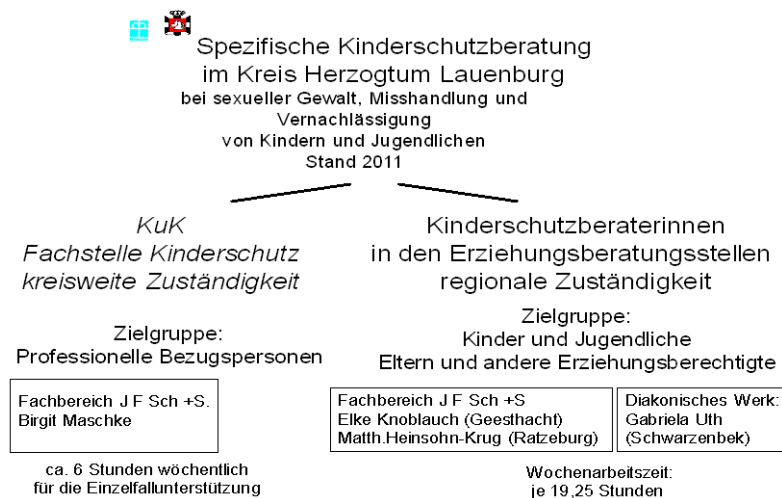 Spezifische Kinderschutzberatung
im Kreis Herzogtum Lauenburg
bei sexueller Gewalt, Misshandlung und
Vernachlässigung
von Kindern und Jugendlichen
Stand 2011
KuK
Fachstelle Kinderschutz
kreisweite Zuständigkeit
Zielgruppe:
Professionelle Bezugspersonen
Fachbereich J F Sch +S.
Birgit Maschke
ca. 6 Stunden wöchentlich
für die Einzelfallunterstützung
Kinderschutzberaterinnen
in den Erziehungsberatungsstellen
regionale Zuständigkeit
Zielgruppe:
Kinder und Jugendliche
Eltern und andere Erziehungsberechtigte
Fachbereich J F Sch +S
Elke Knoblauch (Geesthacht)
Matth.Heinsohn-Krug (Ratzeburg)
Diakonisches Werk:
Gabriela Uth
(Schwarzenbek)
Wochenarbeitszeit:
je 19,25 Stunden